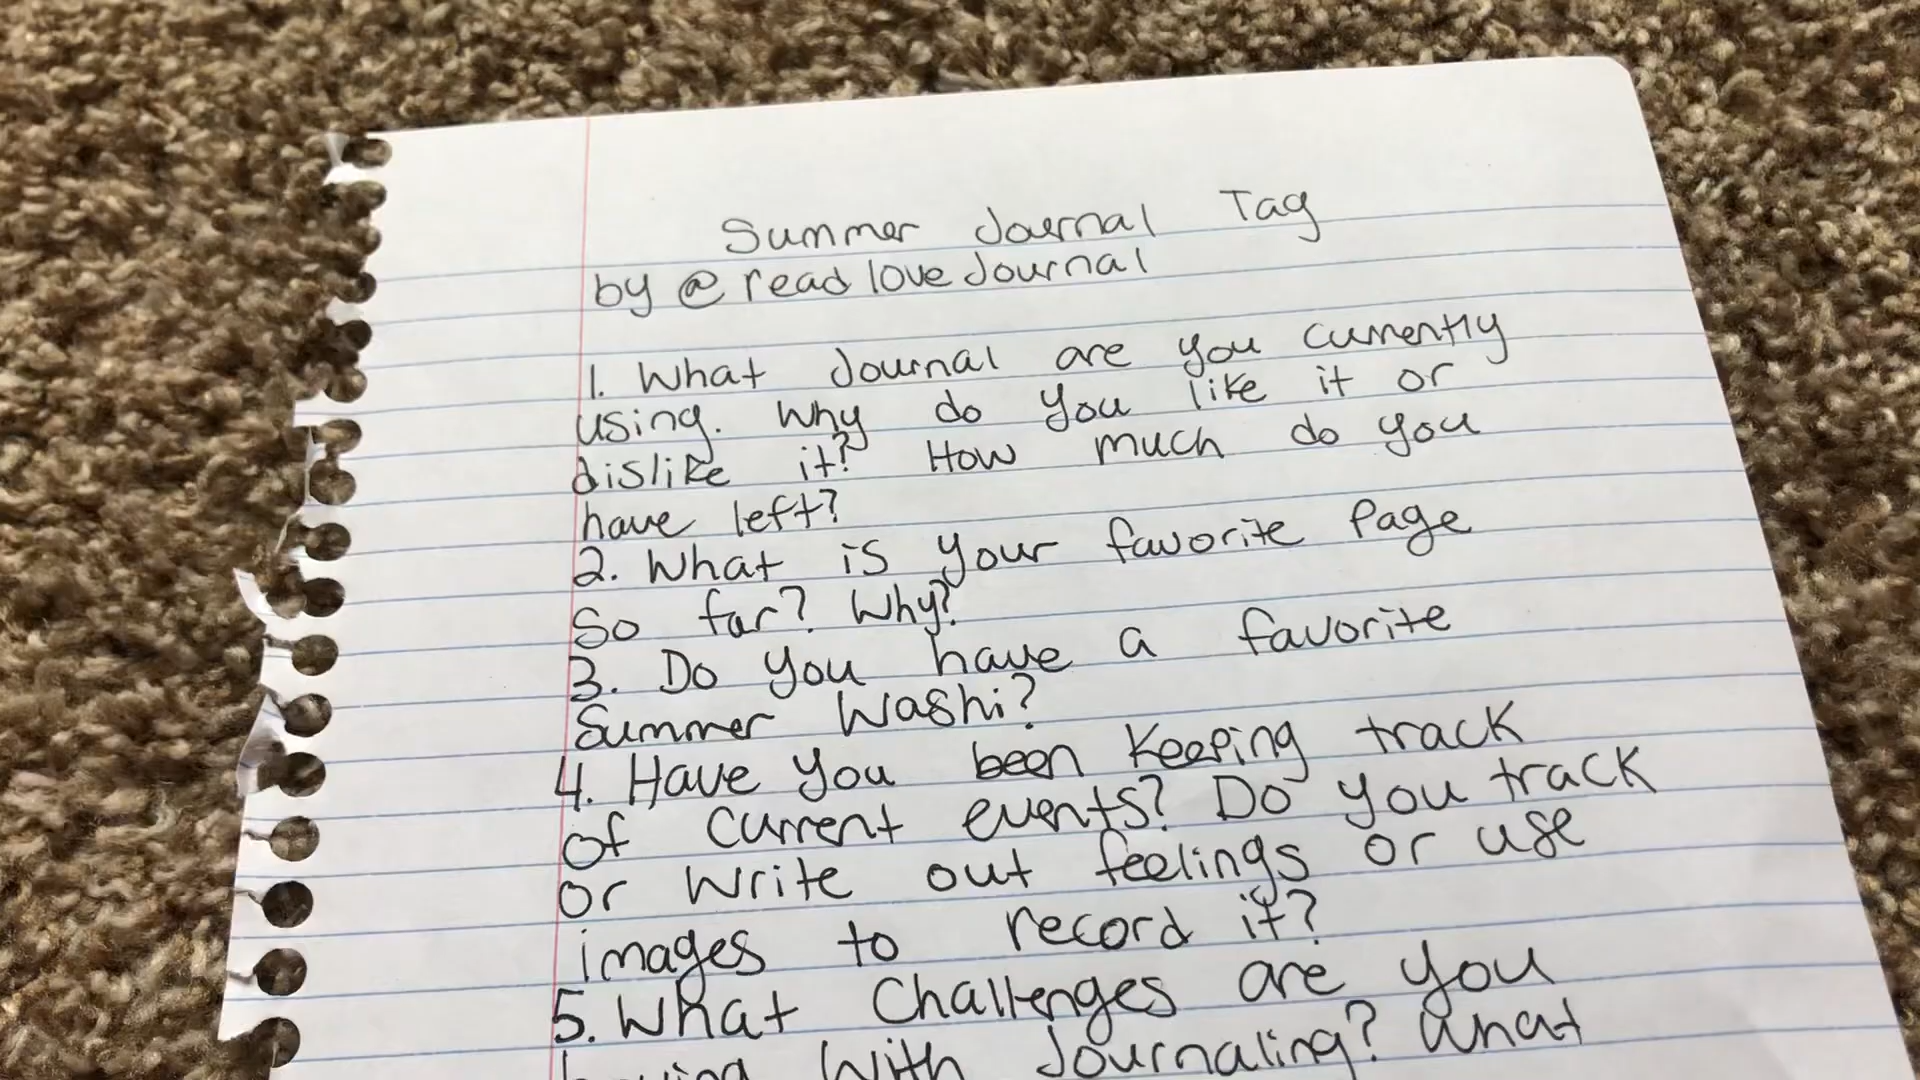 Summer Journal Tag
by @readloveJournal
1. What Journal are you currently
using. Why do you like it or
dislike it? How much do you
have left?
2. What is your favorite Page
So far? Why?
3. Do you have a favorite
Summer Washi?
4. Have you been Keeping track
of Current events? Do you track
or write out feelings or use
images to record it?
5. What Challenges are you
having with Journaling? What